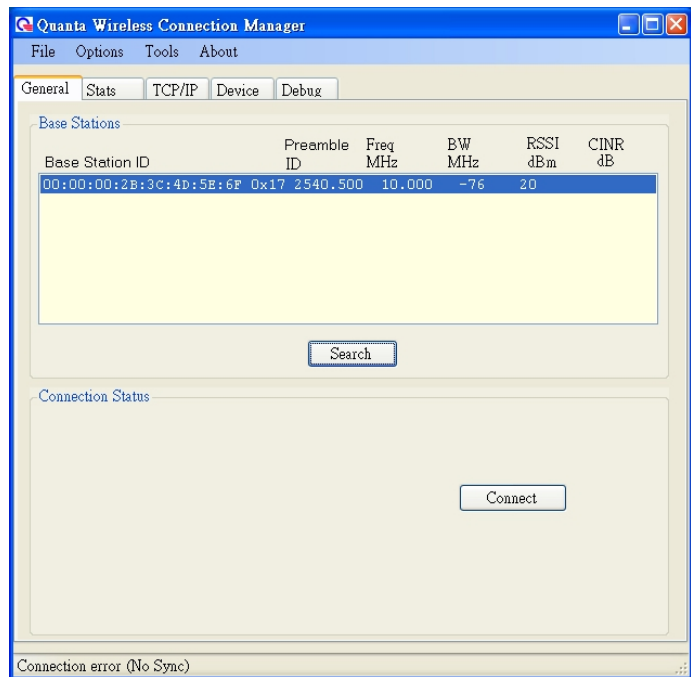 Quanta Wireless Connection Manager
File Options Tools About
General Stats TCP/IP Device Debug
Base Stations
Base Station ID Preamble ID Freq MHz BW MHz RSSI dBm CINR dB
00:00:00:2B:3C:4D:5E:6F 0x17 2540.500 10.000 -76 20
Search
Connection Status
Connect
Connection error (No Sync)